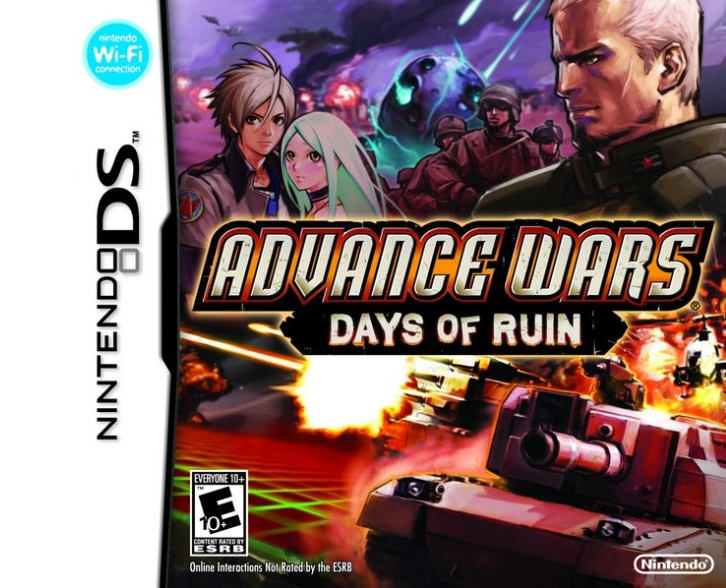 nintendo
Wi-Fi
connection
NINTENDO DS™
ADVANCE WARS®
DAYS OF RUIN
EVERYONE 10+
™
E
10+
CONTENT RATED BY
ESRB
Online Interactions Not Rated by the ESRB
Nintendo®